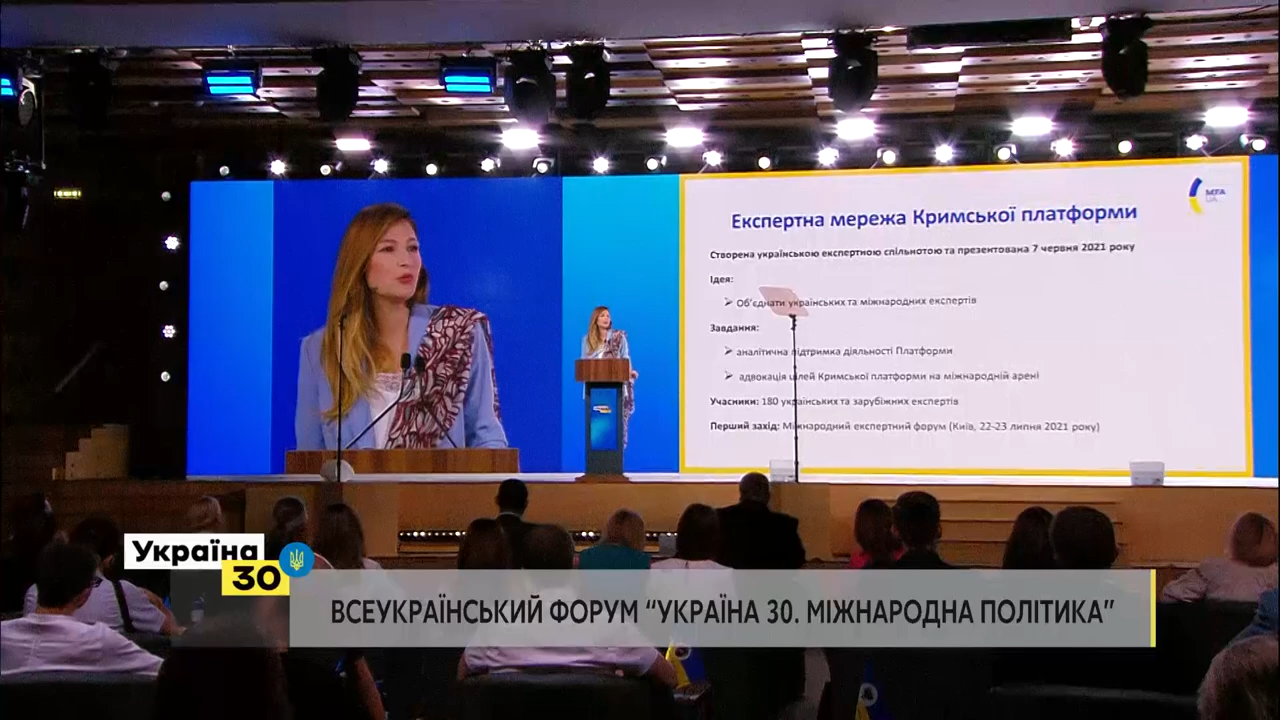 MFA
UA
Експертна мережа Кримської платформи
Створена українською експертною спільнотою та презентована 7 червня 2021 року
Ідея:
Об'єднати українських та міжнародних експертів
Завдання:
аналітична підтримка діяльності Платформи
адвокація цілей Кримської платформи на міжнародній арені
Учасники: 180 українських та зарубіжних експертів
Перший захід: Міжнародний експертний форум (Київ, 22-23 липня 2021 року)
Україна
30
ВСЕУКРАЇНСЬКИЙ ФОРУМ “УКРАЇНА 30. МІЖНАРОДНА ПОЛІТИКА”